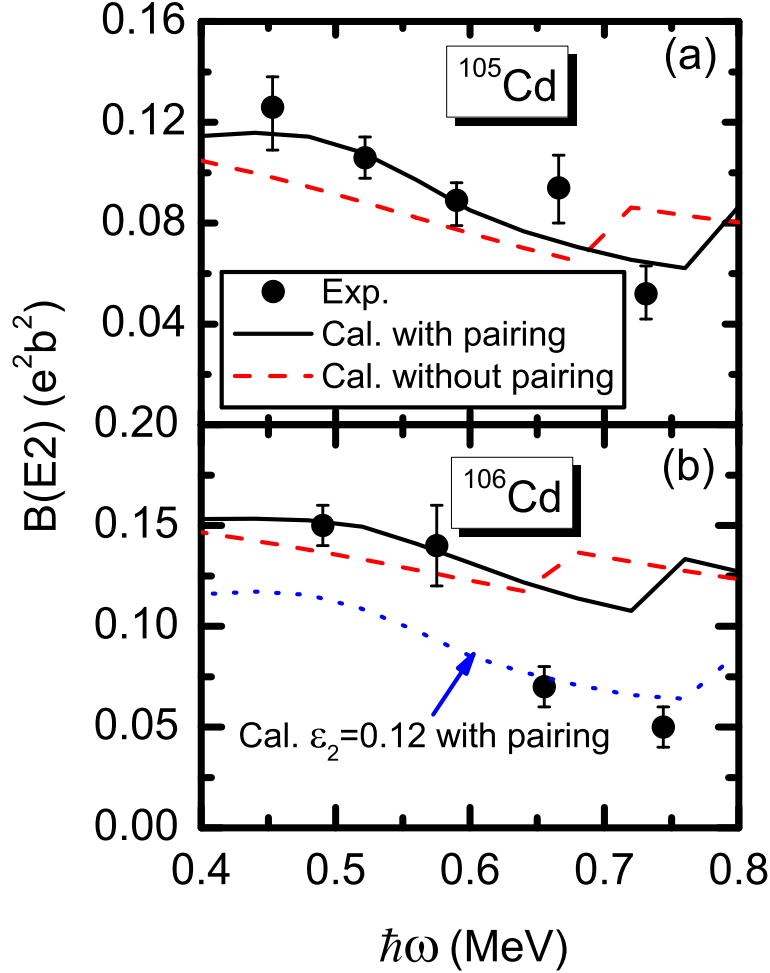 0.16
(a)
¹⁰⁵Cd
0.12
0.08
Exp.
0.04
Cal. with pairing
Cal. without pairing
B(E2) (e²b²)
0.20
(b)
¹⁰⁶Cd
0.15
0.10
0.05
Cal. ε₂=0.12 with pairing
0.00
0.4 0.5 0.6 0.7 0.8
ħω (MeV)